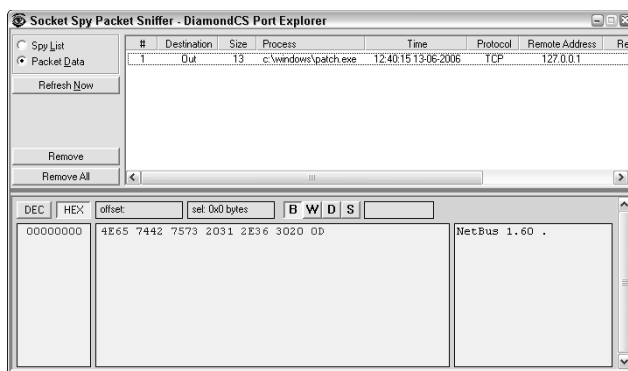 Socket Spy Packet Sniffer - DiamondCS Port Explorer
Spy List
Packet Data
Refresh Now
Remove
Remove All
# Destination Size Process Time Protocol Remote Address Re
1 Out 13 c:\windows\patch.exe 12:40:15 13-06-2006 TCP 127.0.0.1
DEC HEX offset: sel: 0x0 bytes B W D S
00000000 4E65 7442 7573 2031 2E36 3020 0D NetBus 1.60 .